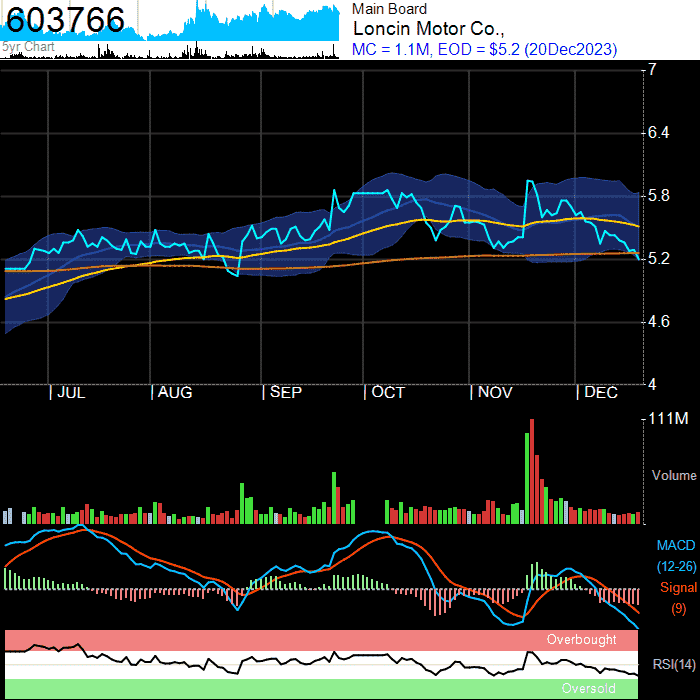 603766
5yr Chart
Main Board
Loncin Motor Co.,
MC = 1.1M, EOD = $5.2 (20Dec2023)
7
6.4
5.8
5.2
4.6
4
| JUL | AUG | SEP | OCT | NOV | DEC
111M
Volume
MACD
(12-26)
Signal
(9)
Overbought
RSI(14)
Oversold